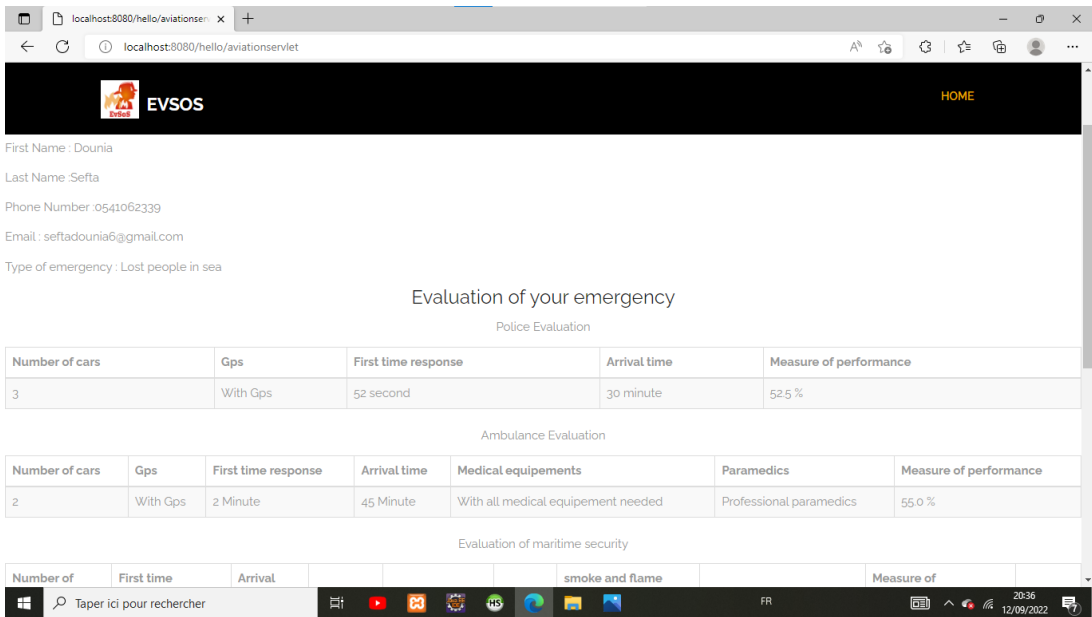 localhost:8080/hello/aviationserv
localhost:8080/hello/aviationservlet
EvSoS
EVSOS
HOME
First Name : Dounia
Last Name :Sefta
Phone Number :0541062339
Email : seftadounia6@gmail.com
Type of emergency : Lost people in sea
Evaluation of your emergency
Police Evaluation
Number of cars Gps First time response Arrival time Measure of performance
3 With Gps 52 second 30 minute 52.5 %
Ambulance Evaluation
Number of cars Gps First time response Arrival time Medical equipements Paramedics Measure of performance
2 With Gps 2 Minute 45 Minute With all medical equipement needed Professional paramedics 55.0 %
Evaluation of maritime security
Number of First time Arrival smoke and flame Measure of
Taper ici pour rechercher
HS
FR
20:36
12/09/2022
7